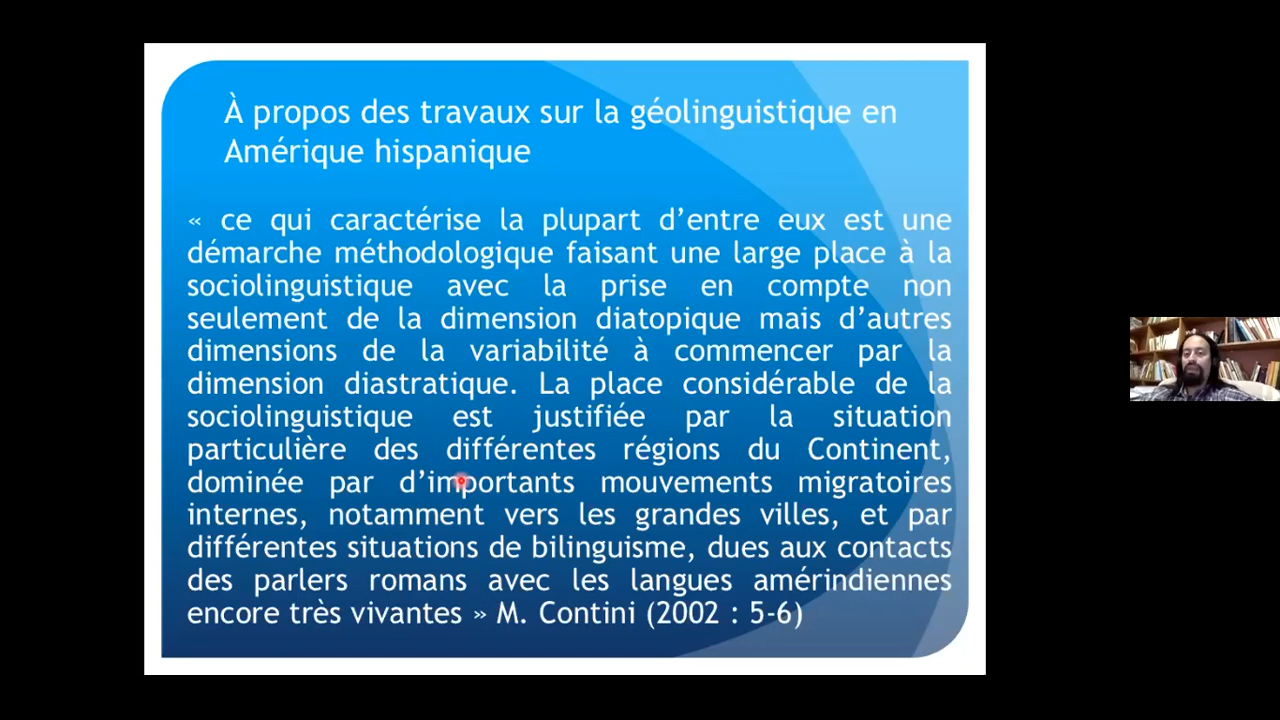 À propos des travaux sur la géolinguistique en
Amérique hispanique
« ce qui caractérise la plupart d’entre eux est une
démarche méthodologique faisant une large place à la
sociolinguistique avec la prise en compte non
seulement de la dimension diatopique mais d’autres
dimensions de la variabilité à commencer par la
dimension diastratique. La place considérable de la
sociolinguistique est justifiée par la situation
particulière des différentes régions du Continent,
dominée par d’importants mouvements migratoires
internes, notamment vers les grandes villes, et par
différentes situations de bilinguisme, dues aux contacts
des parlers romans avec les langues amérindiennes
encore très vivantes » M. Contini (2002 : 5-6)